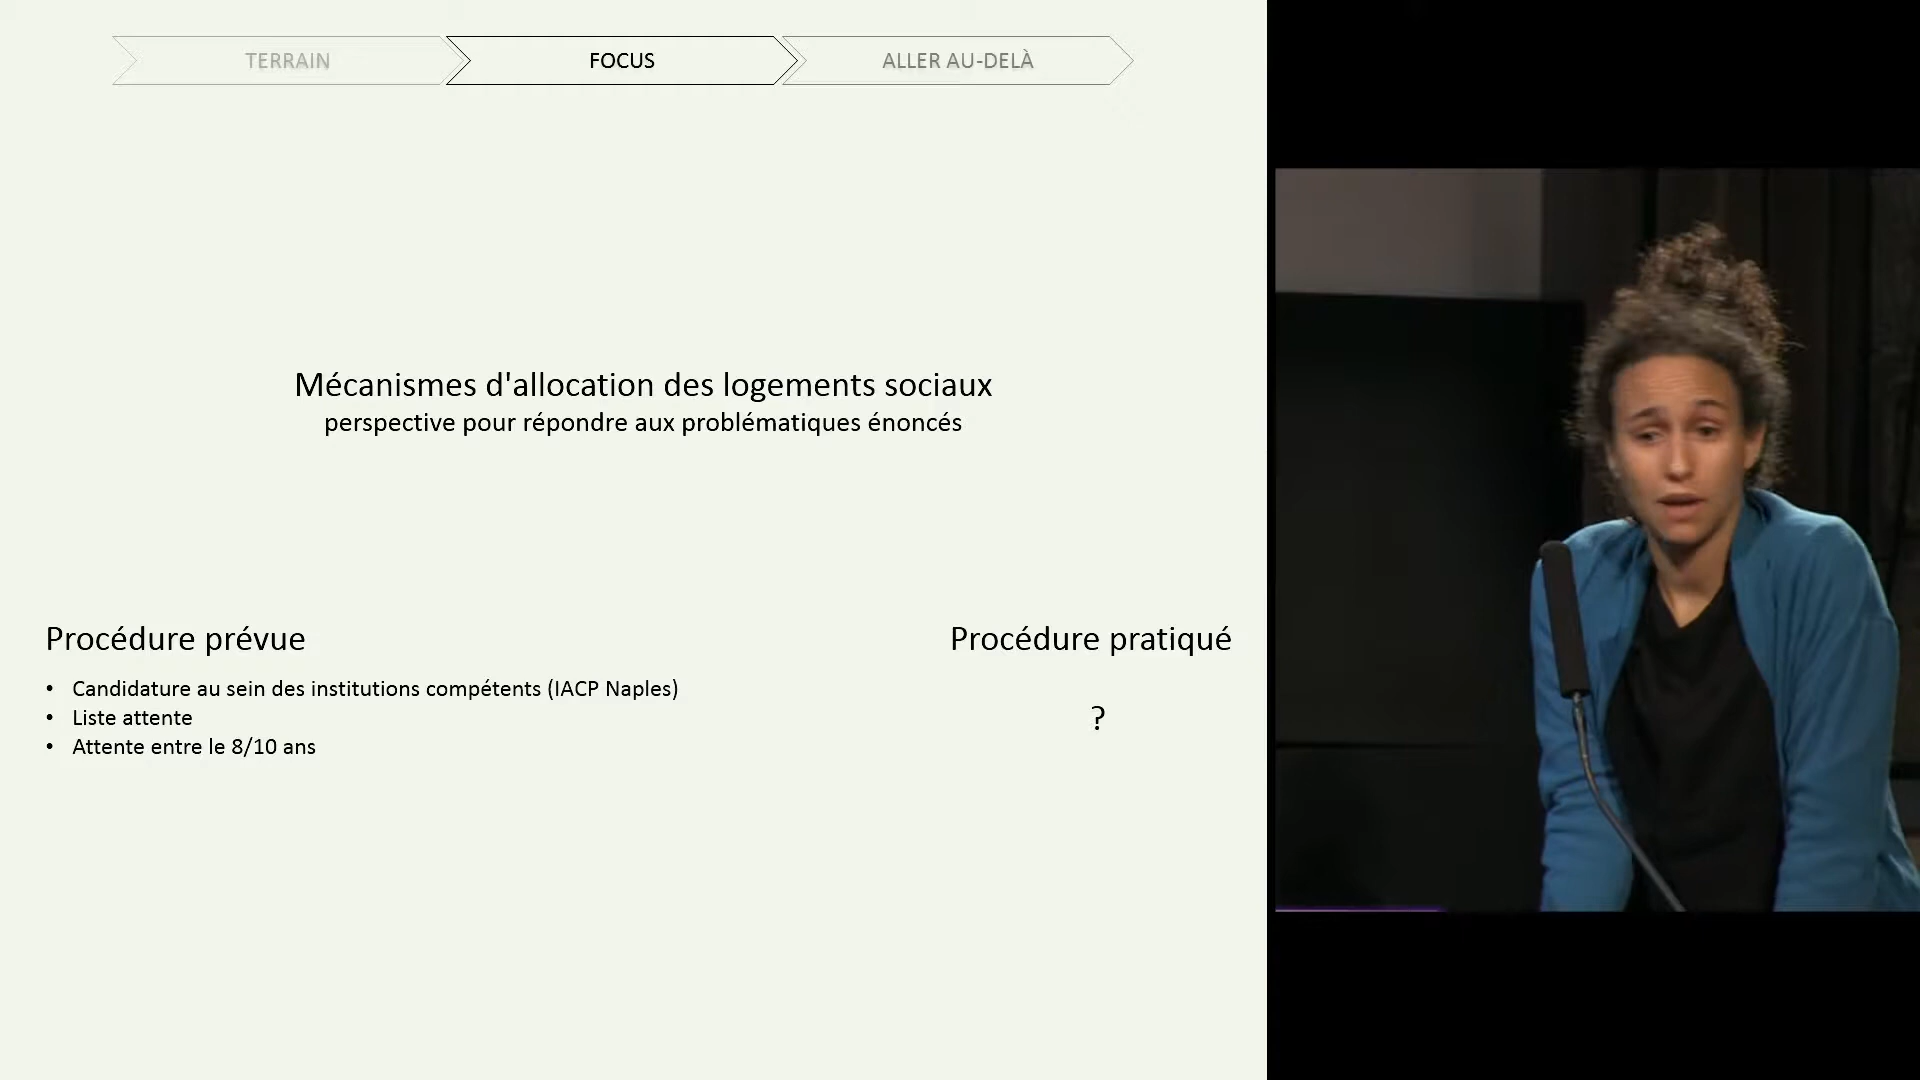 TERRAIN
FOCUS
ALLER AU-DELÀ
Mécanismes d'allocation des logements sociaux
perspective pour répondre aux problématiques énoncés
Procédure prévue
• Candidature au sein des institutions compétents (IACP Naples)
• Liste attente
• Attente entre le 8/10 ans
Procédure pratiqué
?